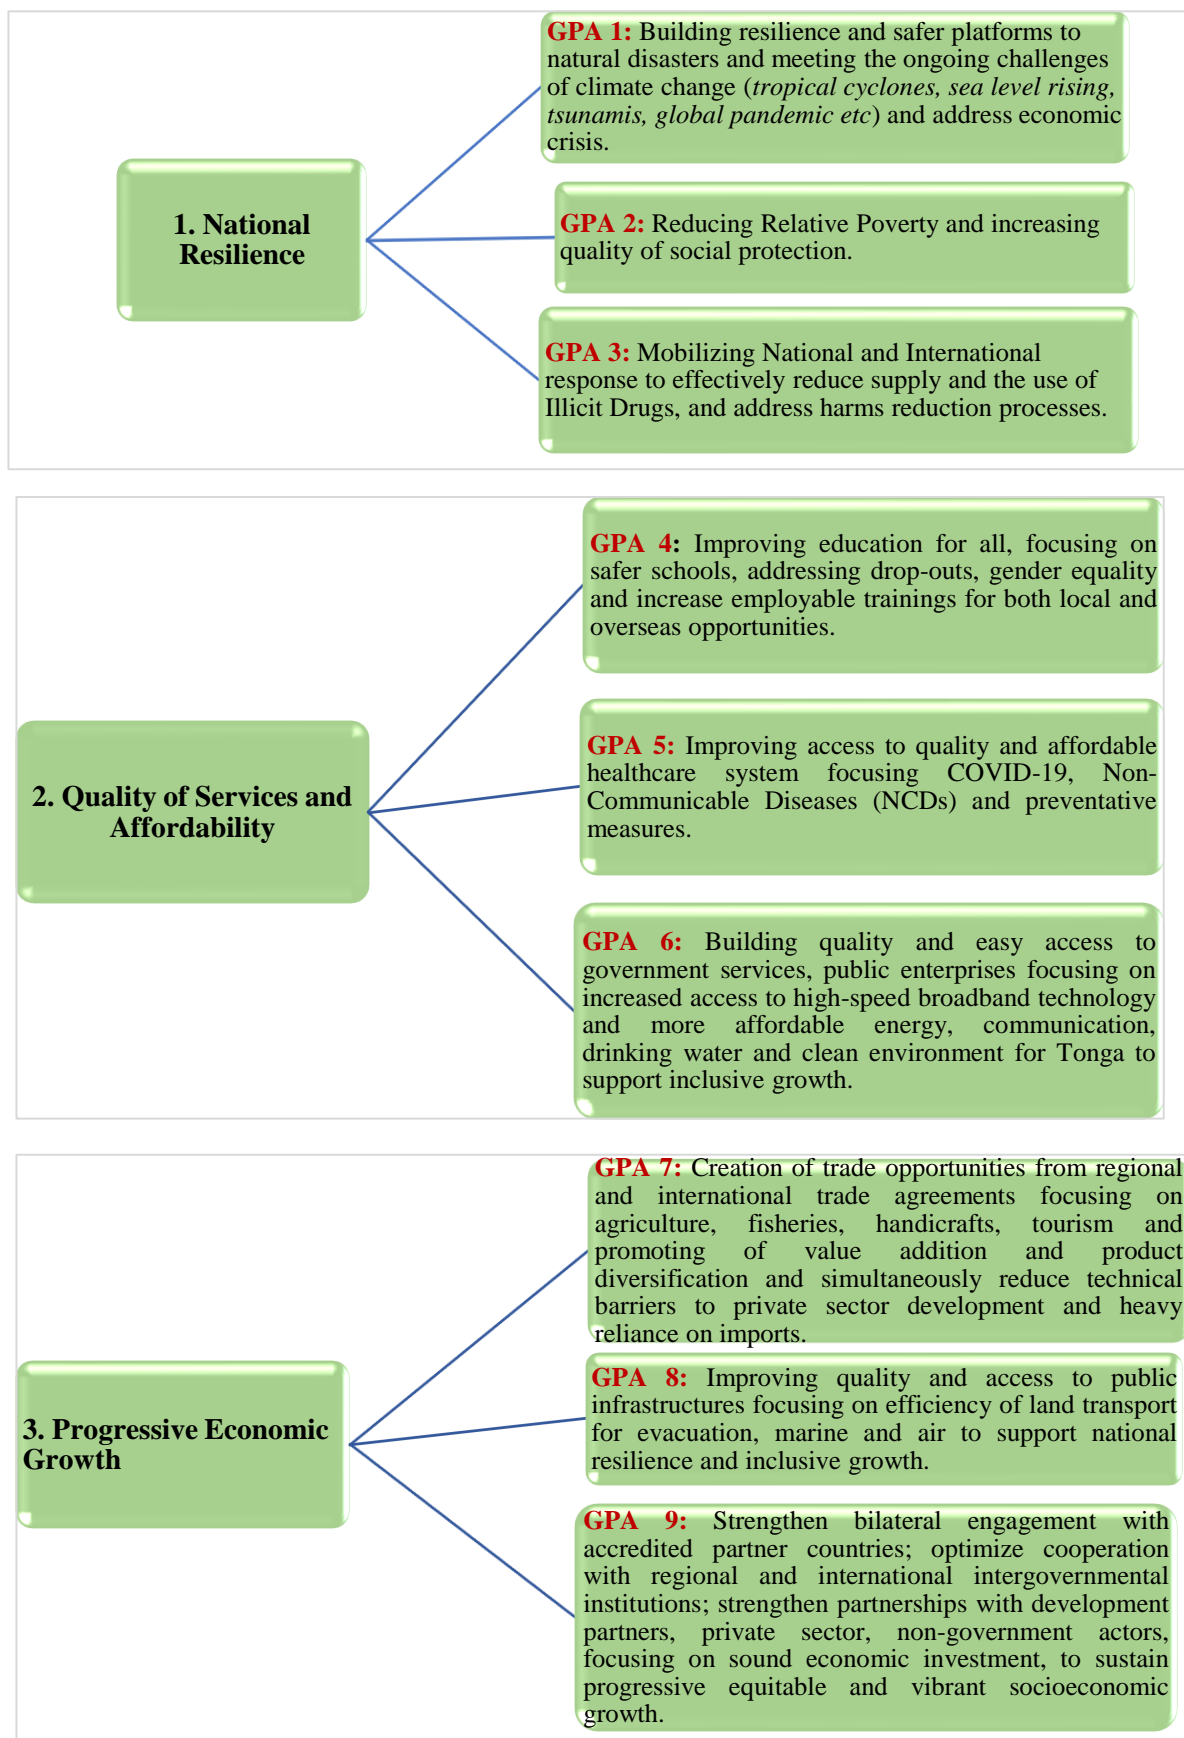 GPA 1: Building resilience and safer platforms to
natural disasters and meeting the ongoing challenges
of climate change (tropical cyclones, sea level rising,
tsunamis, global pandemic etc) and address economic
crisis.
1. National
Resilience
GPA 2: Reducing Relative Poverty and increasing
quality of social protection.
GPA 3: Mobilizing National and International
response to effectively reduce supply and the use of
Illicit Drugs, and address harms reduction processes.
GPA 4: Improving education for all, focusing on
safer schools, addressing drop-outs, gender equality
and increase employable trainings for both local and
overseas opportunities.
2. Quality of Services and
Affordability
GPA 5: Improving access to quality and affordable
healthcare system focusing COVID-19, Non-
Communicable Diseases (NCDs) and preventative
measures.
GPA 6: Building quality and easy access to
government services, public enterprises focusing on
increased access to high-speed broadband technology
and more affordable energy, communication,
drinking water and clean environment for Tonga to
support inclusive growth.
GPA 7: Creation of trade opportunities from regional
and international trade agreements focusing on
agriculture, fisheries, handicrafts, tourism and
promoting of value addition and product
diversification and simultaneously reduce technical
barriers to private sector development and heavy
reliance on imports.
3. Progressive Economic
Growth
GPA 8: Improving quality and access to public
infrastructures focusing on efficiency of land transport
for evacuation, marine and air to support national
resilience and inclusive growth.
GPA 9: Strengthen bilateral engagement with
accredited partner countries; optimize cooperation
with regional and international intergovernmental
institutions; strengthen partnerships with development
partners, private sector, non-government actors,
focusing on sound economic investment, to sustain
progressive equitable and vibrant socioeconomic
growth.